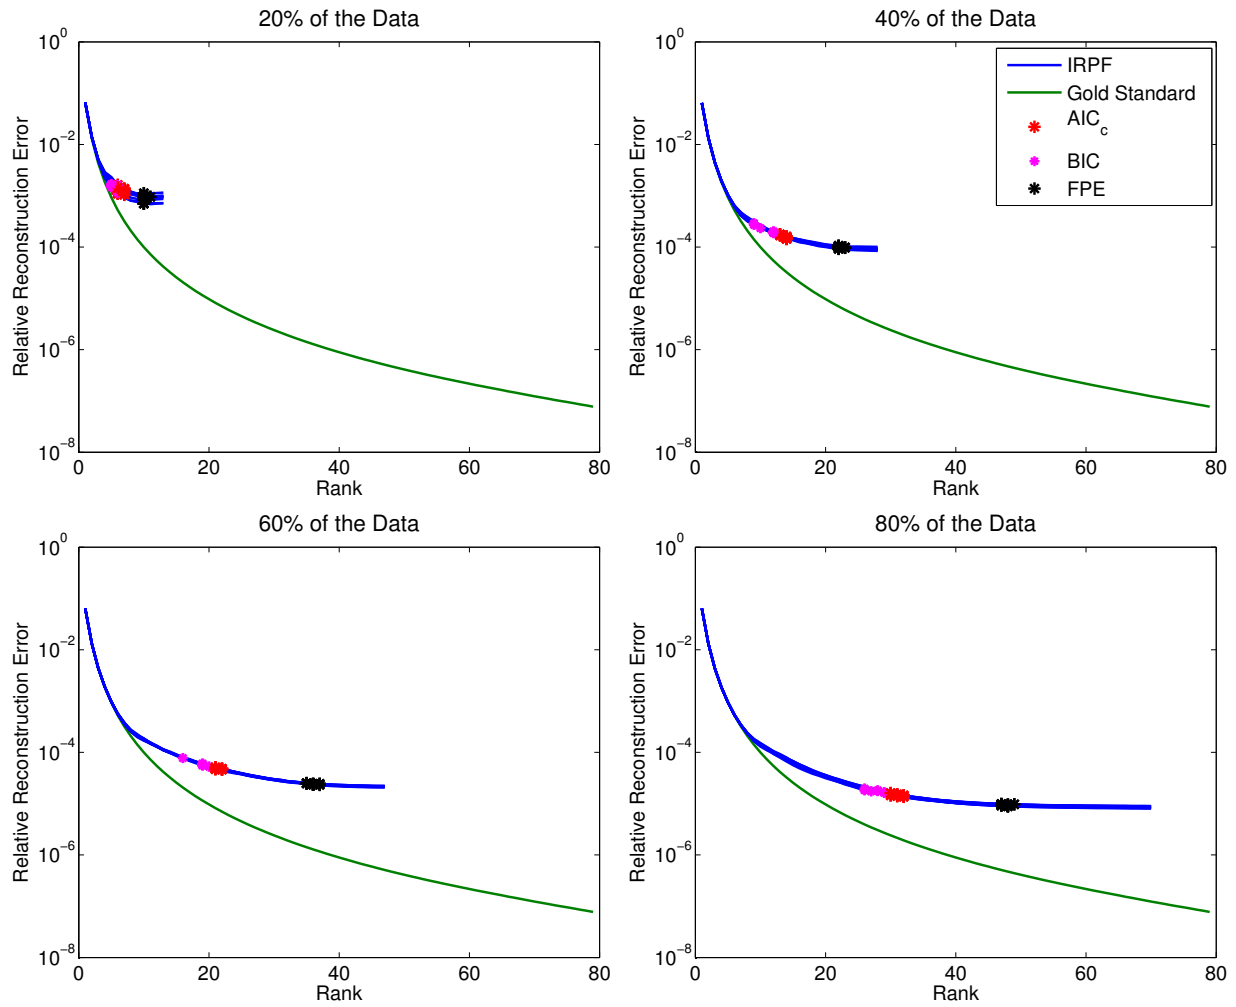 20% of the Data
10^0
10^-2
10^-4
10^-6
10^-8
Relative Reconstruction Error
0 20 40 60 80
Rank
40% of the Data
10^0
10^-2
10^-4
10^-6
10^-8
Relative Reconstruction Error
0 20 40 60 80
Rank
IRPF
Gold Standard
AIC_c
BIC
FPE
60% of the Data
10^0
10^-2
10^-4
10^-6
10^-8
Relative Reconstruction Error
0 20 40 60 80
Rank
80% of the Data
10^0
10^-2
10^-4
10^-6
10^-8
Relative Reconstruction Error
0 20 40 60 80
Rank